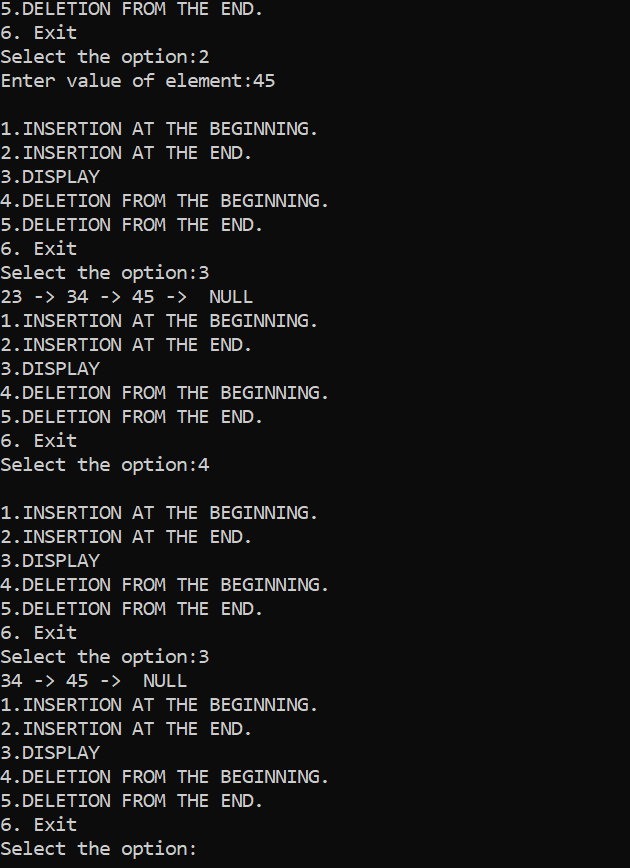 5.DELETION FROM THE END.
6. Exit
Select the option:2
Enter value of element:45
1.INSERTION AT THE BEGINNING.
2.INSERTION AT THE END.
3.DISPLAY
4.DELETION FROM THE BEGINNING.
5.DELETION FROM THE END.
6. Exit
Select the option:3
23 -> 34 -> 45 ->  NULL
1.INSERTION AT THE BEGINNING.
2.INSERTION AT THE END.
3.DISPLAY
4.DELETION FROM THE BEGINNING.
5.DELETION FROM THE END.
6. Exit
Select the option:4
1.INSERTION AT THE BEGINNING.
2.INSERTION AT THE END.
3.DISPLAY
4.DELETION FROM THE BEGINNING.
5.DELETION FROM THE END.
6. Exit
Select the option:3
34 -> 45 ->  NULL
1.INSERTION AT THE BEGINNING.
2.INSERTION AT THE END.
3.DISPLAY
4.DELETION FROM THE BEGINNING.
5.DELETION FROM THE END.
6. Exit
Select the option: